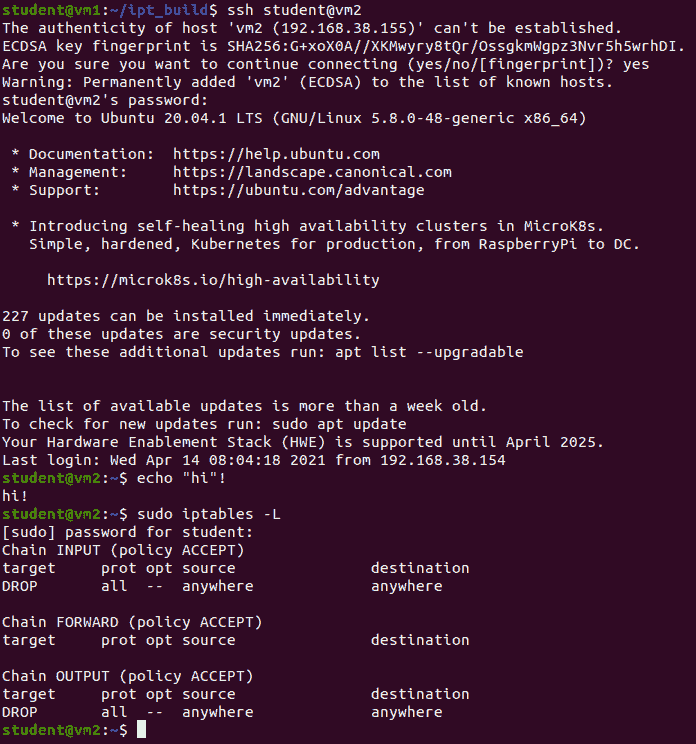 student@vm1:~/ipt_build$ ssh student@vm2
The authenticity of host 'vm2 (192.168.38.155)' can't be established.
ECDSA key fingerprint is SHA256:G+xoX0A//XKMwyry8tQr/OssgkmWgpz3Nvr5h5wrhDI.
Are you sure you want to continue connecting (yes/no/[fingerprint])? yes
Warning: Permanently added 'vm2' (ECDSA) to the list of known hosts.
student@vm2's password:
Welcome to Ubuntu 20.04.1 LTS (GNU/Linux 5.8.0-48-generic x86_64)

 * Documentation:  https://help.ubuntu.com
 * Management:     https://landscape.canonical.com
 * Support:        https://ubuntu.com/advantage

 * Introducing self-healing high availability clusters in MicroK8s.
   Simple, hardened, Kubernetes for production, from RaspberryPi to DC.

     https://microk8s.io/high-availability

227 updates can be installed immediately.
0 of these updates are security updates.
To see these additional updates run: apt list --upgradable


The list of available updates is more than a week old.
To check for new updates run: sudo apt update
Your Hardware Enablement Stack (HWE) is supported until April 2025.
Last login: Wed Apr 14 08:04:18 2021 from 192.168.38.154
student@vm2:~$ echo "hi"!
hi!
student@vm2:~$ sudo iptables -L
[sudo] password for student:
Chain INPUT (policy ACCEPT)
target     prot opt source               destination
DROP       all  --  anywhere             anywhere

Chain FORWARD (policy ACCEPT)
target     prot opt source               destination

Chain OUTPUT (policy ACCEPT)
target     prot opt source               destination
DROP       all  --  anywhere             anywhere
student@vm2:~$